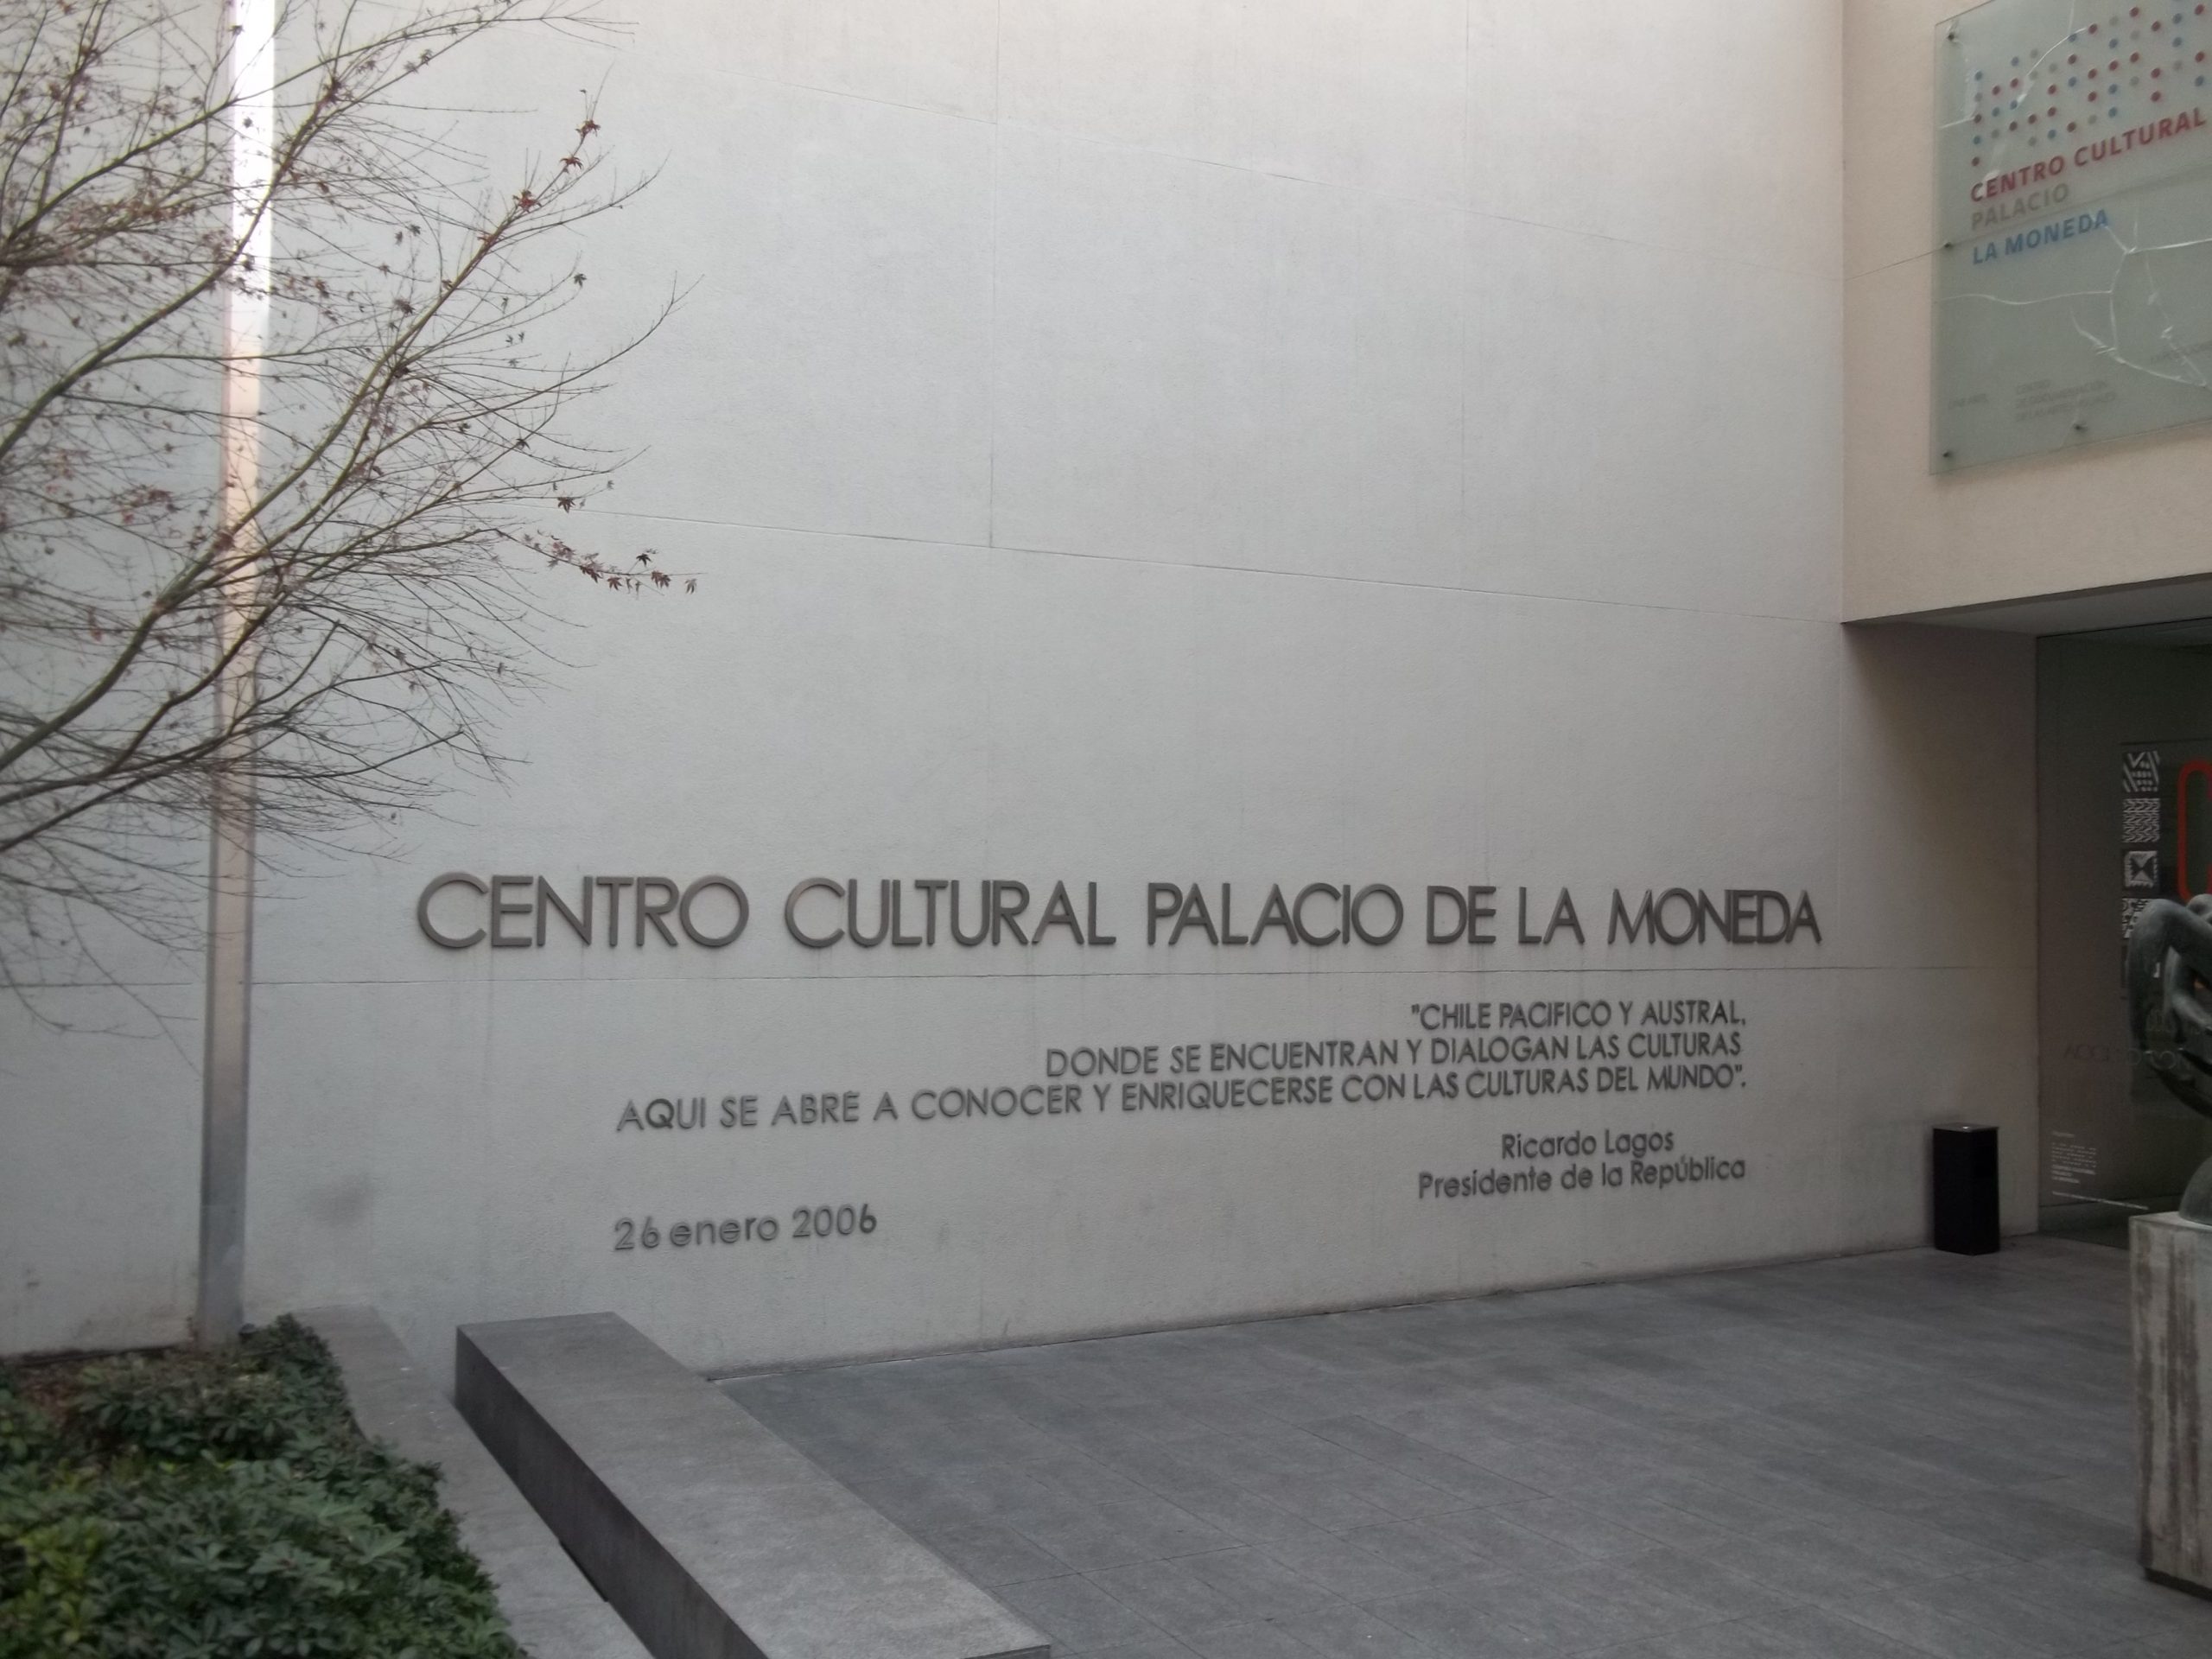 CENTRO CULTURAL
PALACIO
LA MONEDA
CENTRO CULTURAL PALACIO DE LA MONEDA
"CHILE PACIFICO Y AUSTRAL,
DONDE SE ENCUENTRAN Y DIALOGAN LAS CULTURAS
AQUI SE ABRE A CONOCER Y ENRIQUECERSE CON LAS CULTURAS DEL MUNDO".
Ricardo Lagos
Presidente de la República
26 enero 2006